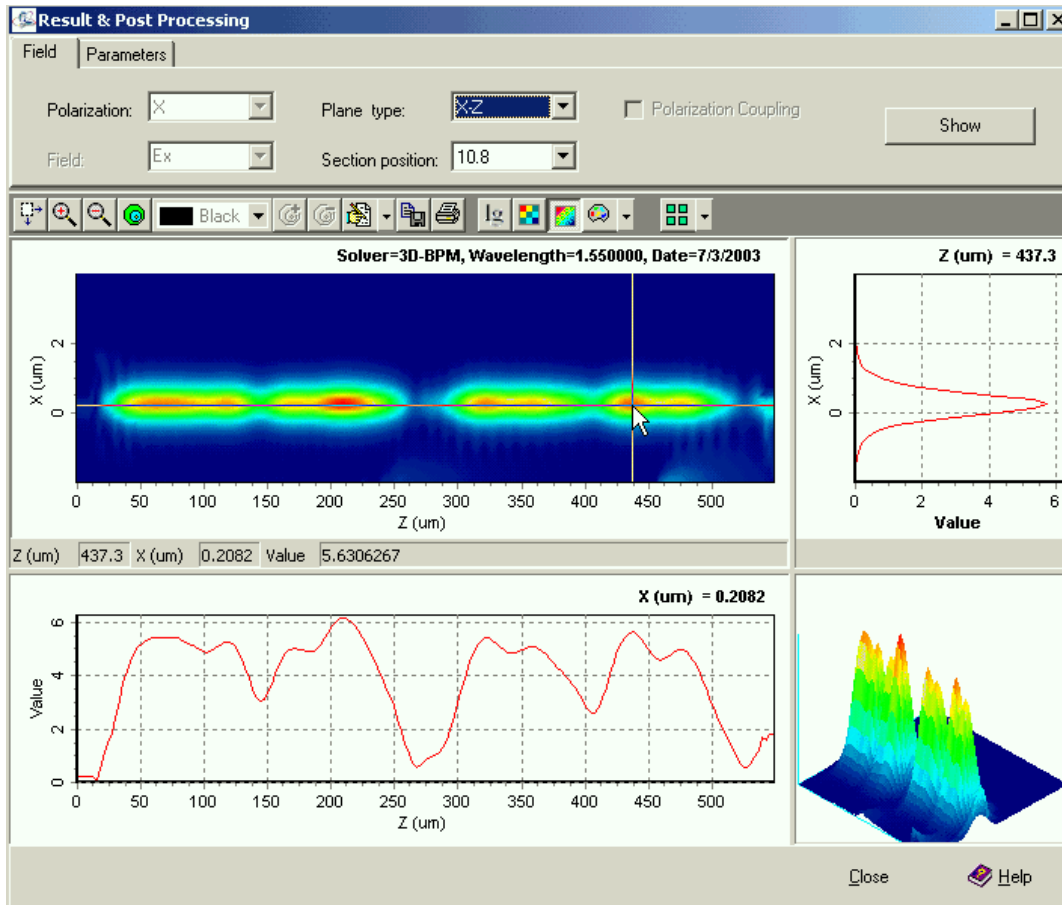 Result & Post Processing
Field Parameters
Polarization: X Plane type: X-Z Polarization Coupling
Show
Field: Ex Section position: 10.8
Black lg
Solver=3D-BPM, Wavelength=1.550000, Date=7/3/2003
X (um)
2
0
0 50 100 150 200 250 300 350 400 450 500
Z (um)
Z (um) = 437.3
X (um)
2
0
0 2 4 6
Value
Z (um) 437.3 X (um) 0.2082 Value 5.6306267
X (um) = 0.2082
Value
6
4
2
0
0 50 100 150 200 250 300 350 400 450 500
Z (um)
Close Help